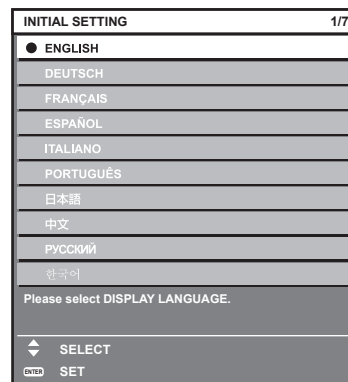 INITIAL SETTING 1/7
ENGLISH
DEUTSCH
FRANÇAIS
ESPAÑOL
ITALIANO
PORTUGUÊS
日本語
中文
РУССКИЙ
한국어
Please select DISPLAY LANGUAGE.
SELECT
ENTER SET